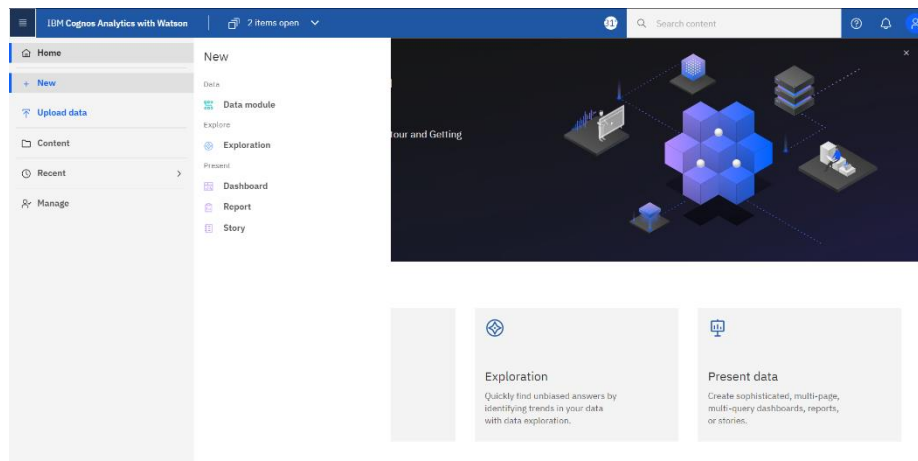 IBM Cognos Analytics with Watson
2 items open
Search content
Home
New
Upload data
Content
Recent
Manage
New
Data
Data module
Explore
Exploration
Present
Dashboard
Report
Story
tour and Getting
Exploration
Quickly find unbiased answers by
identifying trends in your data
with data exploration.
Present data
Create sophisticated, multi-page,
multi-query dashboards, reports,
or stories.